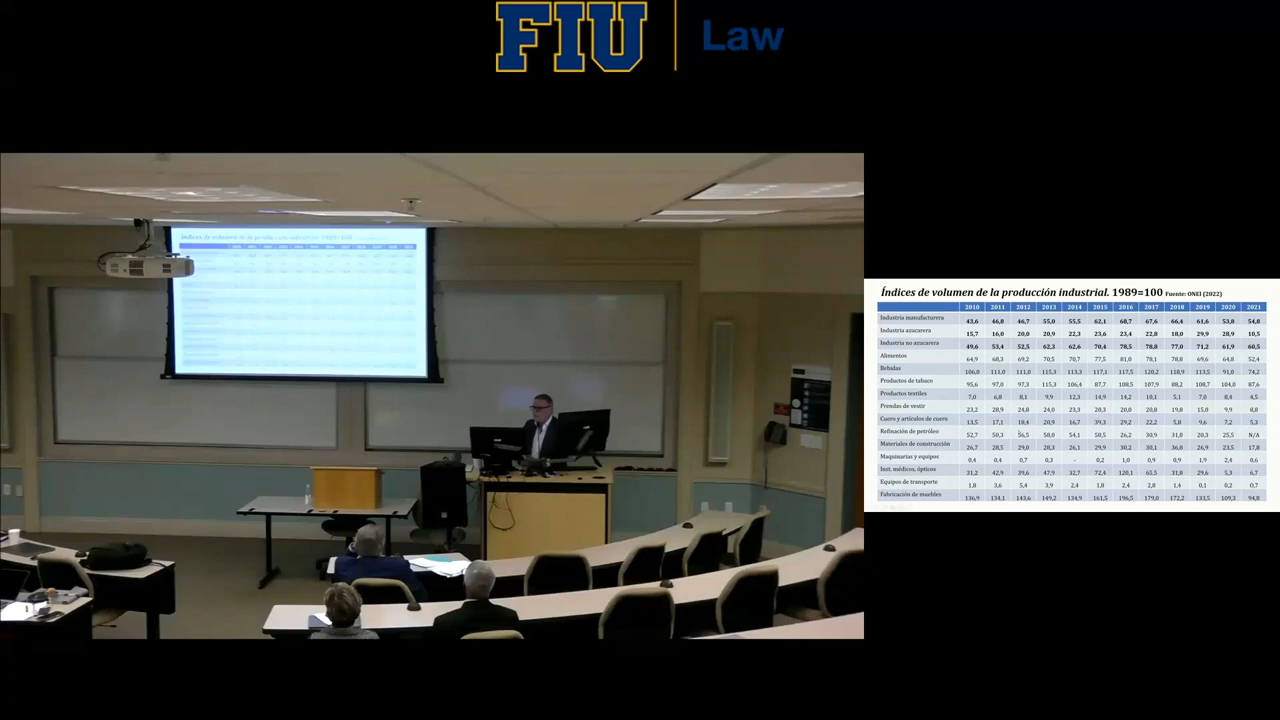 FIU Law
Índices de volumen de la producción industrial. 1989=100 Fuente: ONEI (2022)
2010 2011 2012 2013 2014 2015 2016 2017 2018 2019 2020 2021
Industria manufacturera 43,6 46,8 46,7 55,0 55,5 62,1 68,7 67,6 66,4 61,6 53,8 54,8
Industria azucarera 15,7 16,0 20,0 20,9 22,3 23,6 23,4 22,8 18,0 29,9 28,9 10,5
Industria no azucarera 49,6 53,4 52,5 62,3 62,6 70,4 78,5 78,8 77,0 71,2 61,9 60,5
Alimentos 64,9 68,3 69,2 70,5 70,7 77,5 81,0 78,1 78,8 69,6 64,8 52,4
Bebidas 106,0 111,0 111,0 115,3 113,3 117,1 117,5 120,2 118,9 113,5 91,0 74,2
Productos de tabaco 95,6 97,0 97,3 115,3 106,4 87,7 108,5 107,9 88,2 108,7 104,0 87,6
Productos textiles 7,0 6,8 8,1 9,9 12,3 14,9 14,2 10,1 5,1 7,0 8,4 4,5
Prendas de vestir 23,2 28,9 24,0 24,0 23,3 20,3 20,0 20,8 19,8 15,0 9,9 8,8
Cuero y artículos de cuero 13,5 17,1 18,4 20,9 16,7 39,3 29,2 22,2 5,8 9,6 7,2 5,3
Refinación de petróleo 52,7 50,3 56,5 58,0 54,1 50,5 26,2 30,9 31,8 20,3 25,5 N/A
Materiales de construcción 26,7 28,5 29,0 28,3 26,1 29,9 30,2 30,1 36,8 26,9 23,5 17,8
Maquinarias y equipos 0,4 0,4 0,7 0,3 - 0,2 1,0 0,9 0,9 1,9 2,4 0,6
Inst. médicos, ópticos 31,2 42,9 39,6 47,9 32,7 72,4 120,1 65,5 31,8 29,6 5,3 6,7
Equipos de transporte 1,8 3,6 5,4 3,9 2,4 1,8 2,4 2,8 1,4 0,1 0,2 0,7
Fabricación de muebles 136,9 134,1 143,6 149,2 134,9 161,5 196,5 179,0 172,2 133,5 109,3 94,8